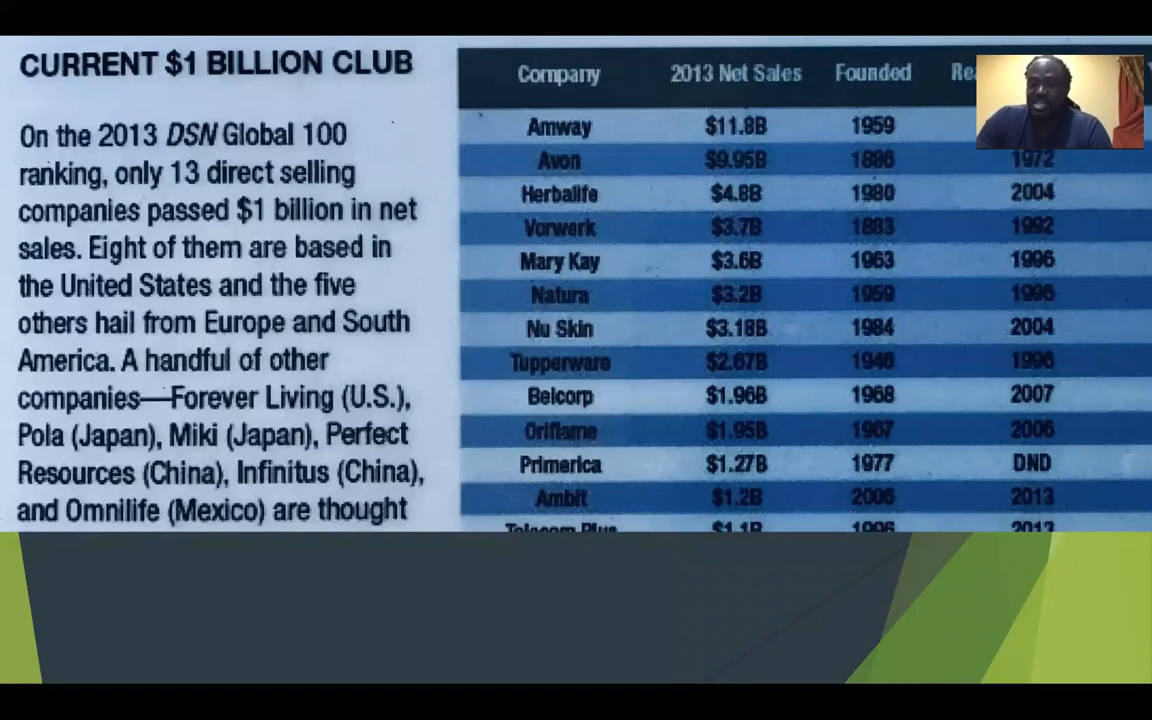 CURRENT $1 BILLION CLUB
On the 2013 DSN Global 100
ranking, only 13 direct selling
companies passed $1 billion in net
sales. Eight of them are based in
the United States and the five
others hail from Europe and South
America. A handful of other
companies—Forever Living (U.S.),
Pola (Japan), Miki (Japan), Perfect
Resources (China), Infinitus (China),
and Omnilife (Mexico) are thought
Company 2013 Net Sales Founded
Amway $11.8B 1959
Avon $9.95B 1886 1972
Herbalife $4.8B 1980 2004
Vorwerk $3.7B 1883 1992
Mary Kay $3.6B 1963 1996
Natura $3.2B 1959 1996
Nu Skin $3.18B 1984 2004
Tupperware $2.67B 1946 1996
Belcorp $1.96B 1968 2007
Oriflame $1.95B 1967 2006
Primerica $1.27B 1977 DND
Ambit $1.2B 2006 2013
Telecom Plus $1.1B 1996 2013